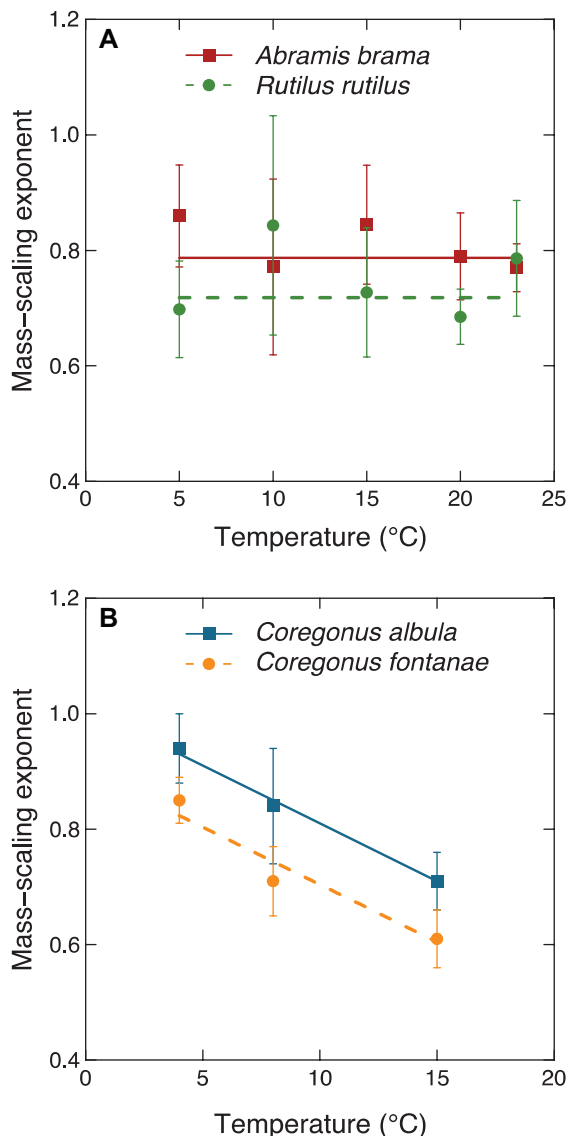 A
Abramis brama
Rutilus rutilus
1.2
1.0
0.8
0.6
0.4
Mass–scaling exponent
0 5 10 15 20 25
Temperature (°C)
B
Coregonus albula
Coregonus fontanae
1.2
1.0
0.8
0.6
0.4
Mass–scaling exponent
0 5 10 15 20
Temperature (°C)